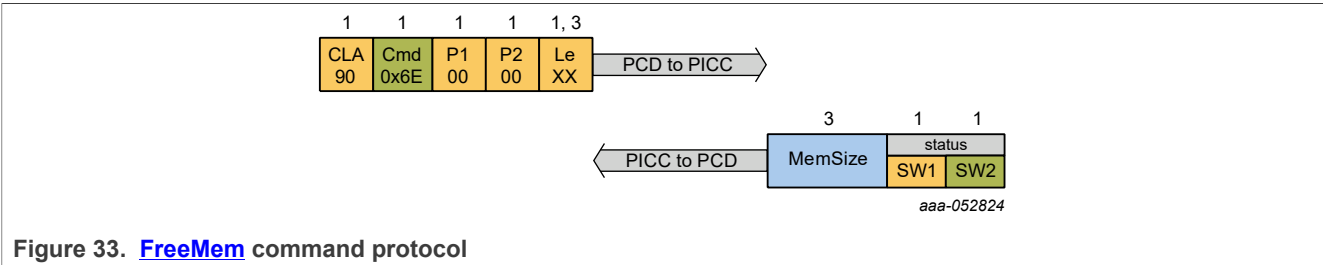 1 1 1 1 1, 3
CLA Cmd P1 P2 Le
90 0x6E 00 00 XX
PCD to PICC
3 1 1
PICC to PCD
MemSize
status
SW1 SW2
aaa-052824
Figure 33. FreeMem command protocol